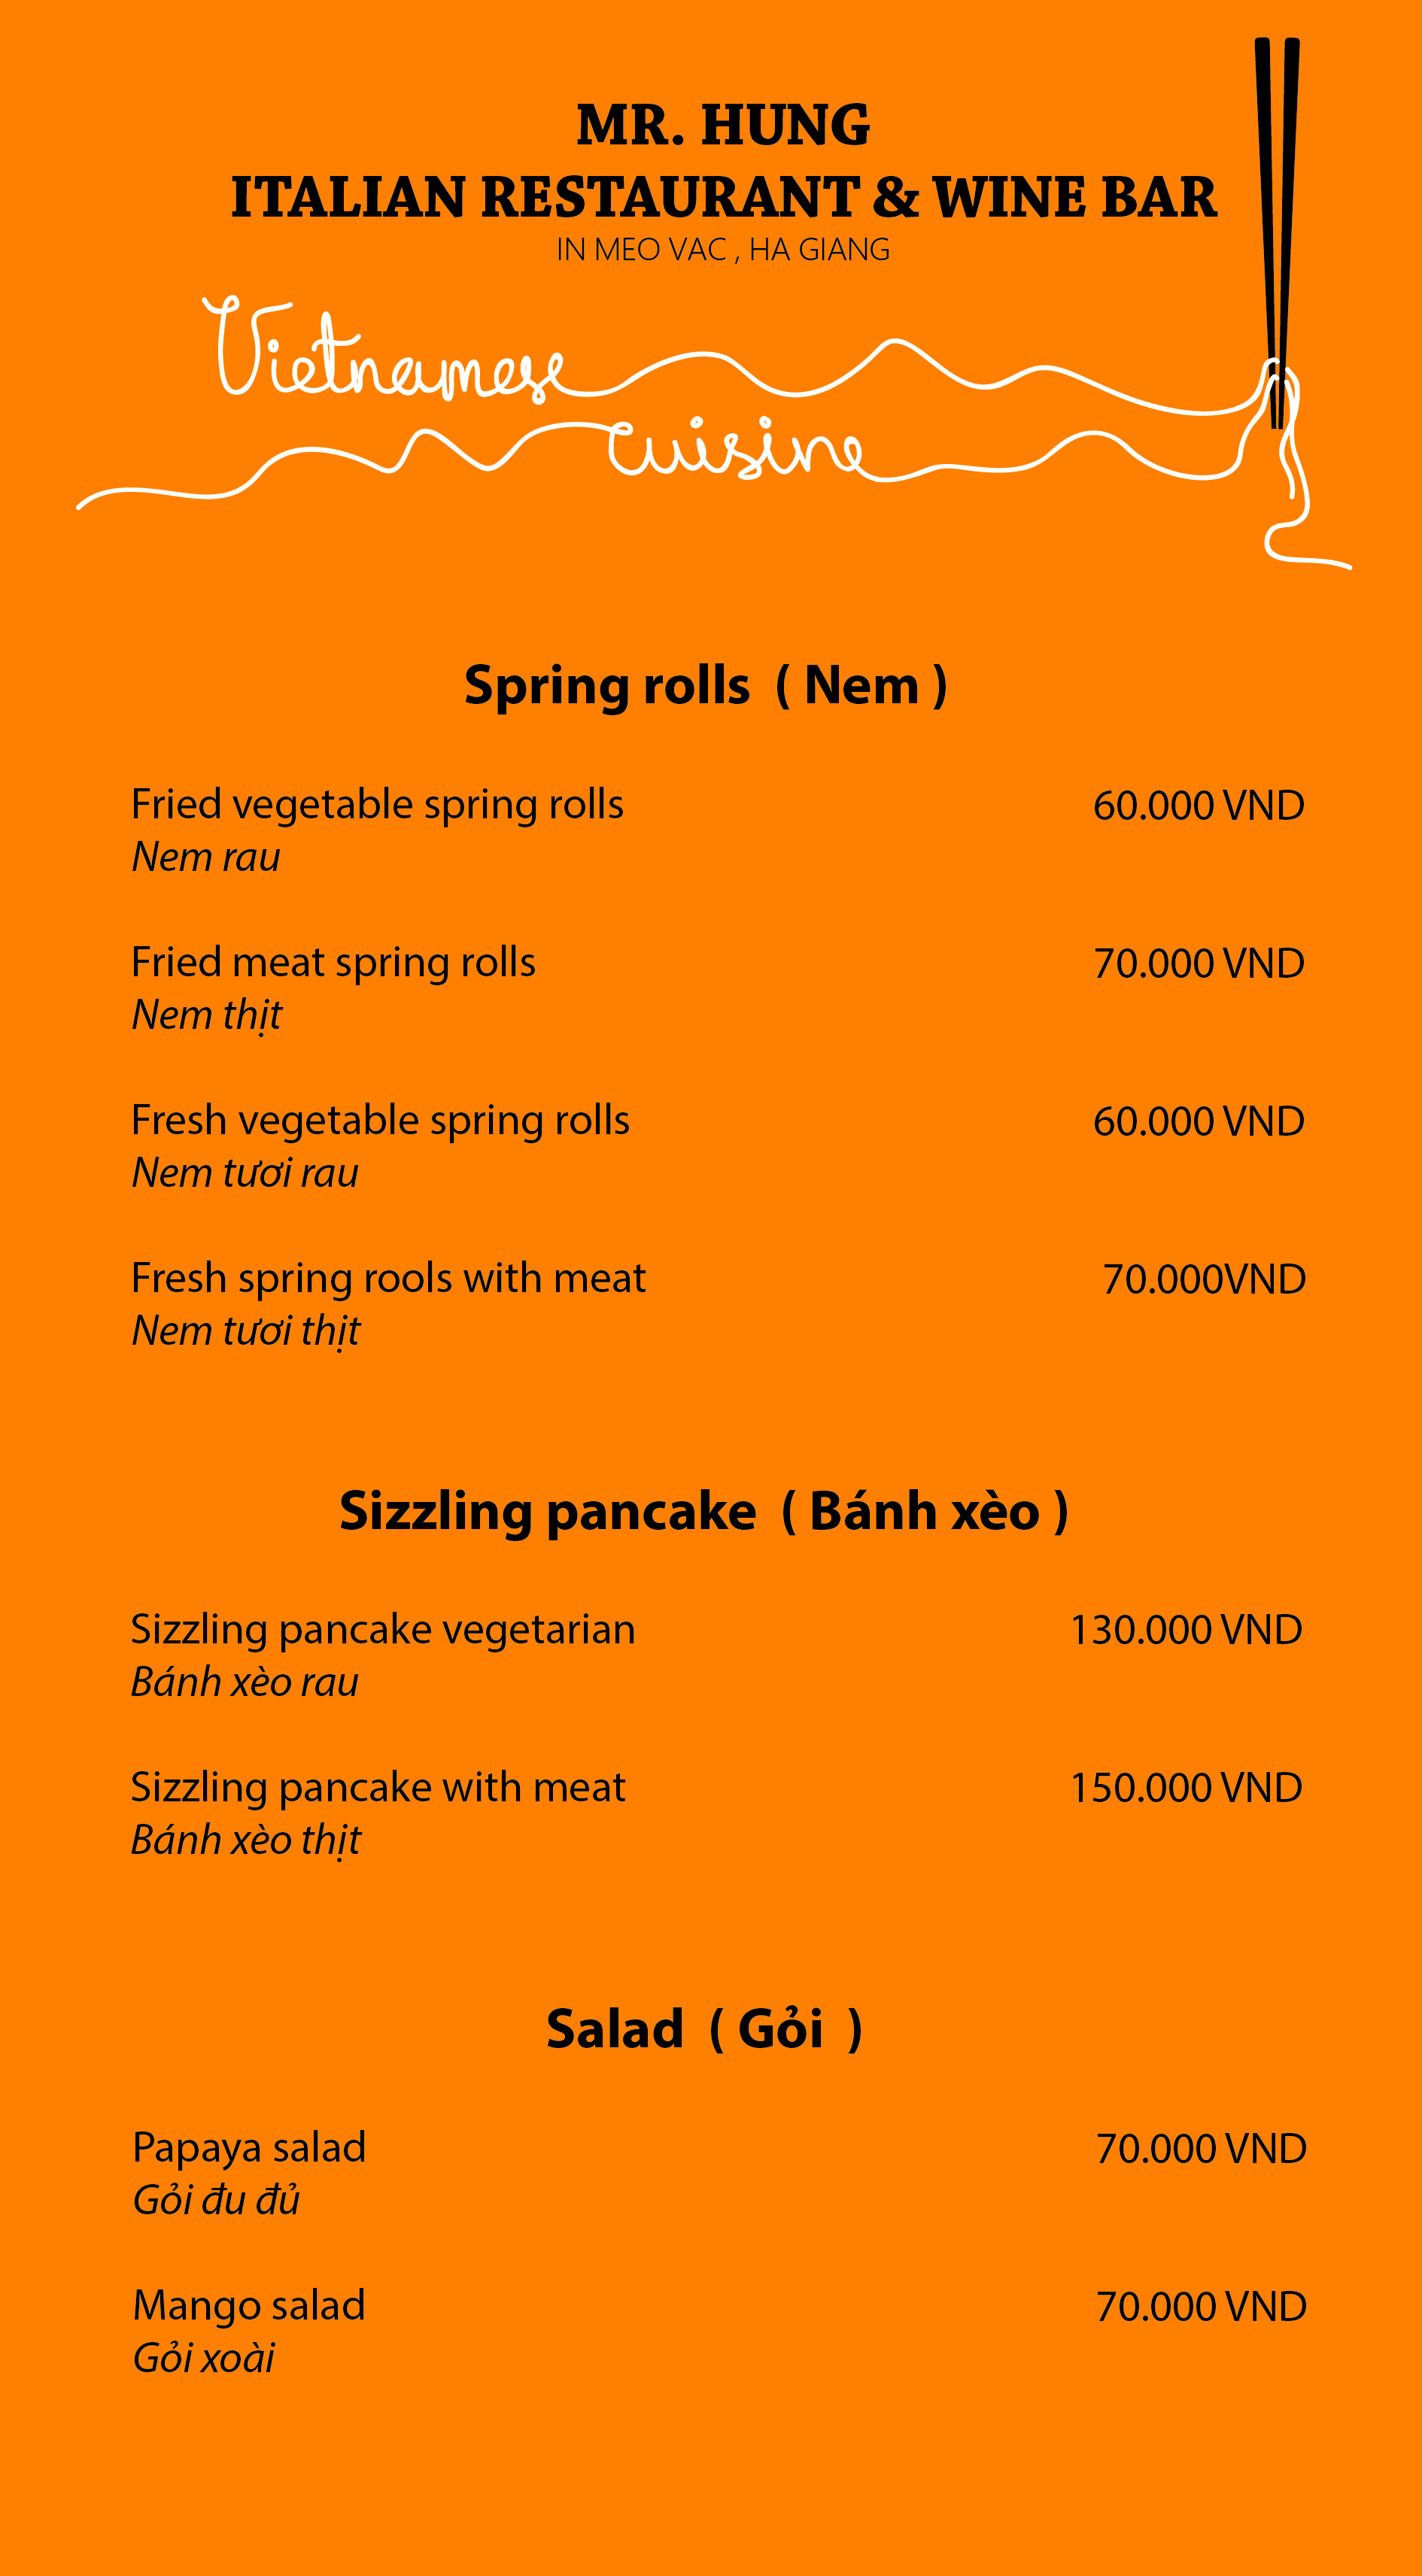 MR. HUNG
ITALIAN RESTAURANT & WINE BAR
IN MEO VAC , HA GIANG
Vietnamese
cuisine
Spring rolls ( Nem )
Fried vegetable spring rolls 60.000 VND
Nem rau
Fried meat spring rolls 70.000 VND
Nem thịt
Fresh vegetable spring rolls 60.000 VND
Nem tươi rau
Fresh spring rools with meat 70.000VND
Nem tươi thịt
Sizzling pancake ( Bánh xèo )
Sizzling pancake vegetarian 130.000 VND
Bánh xèo rau
Sizzling pancake with meat 150.000 VND
Bánh xèo thịt
Salad ( Gỏi )
Papaya salad 70.000 VND
Gỏi đu đủ
Mango salad 70.000 VND
Gỏi xoài